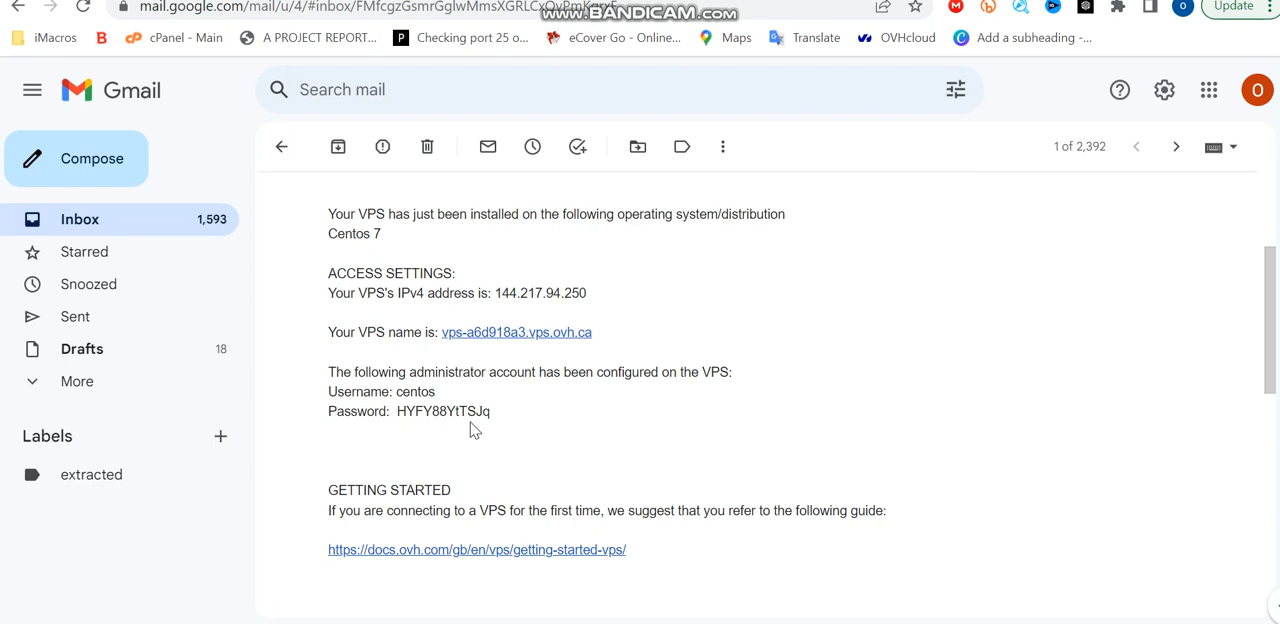 mail.google.com/mail/u/4/#inbox/
www.BANDICAM.com
Update
iMacros
B
cPanel - Main
A PROJECT REPORT...
Checking port 25 o...
eCover Go - Online...
Maps
Translate
OVHcloud
Add a subheading -...
Gmail
Search mail
O
Compose
1 of 2,392
Inbox 1,593
Starred
Snoozed
Sent
Drafts 18
More
Labels
extracted
Your VPS has just been installed on the following operating system/distribution
Centos 7
ACCESS SETTINGS:
Your VPS's IPv4 address is: 144.217.94.250
Your VPS name is: vps-a6d918a3.vps.ovh.ca
The following administrator account has been configured on the VPS:
Username: centos
Password: HYFY88YtTSJq
GETTING STARTED
If you are connecting to a VPS for the first time, we suggest that you refer to the following guide:
https://docs.ovh.com/gb/en/vps/getting-started-vps/